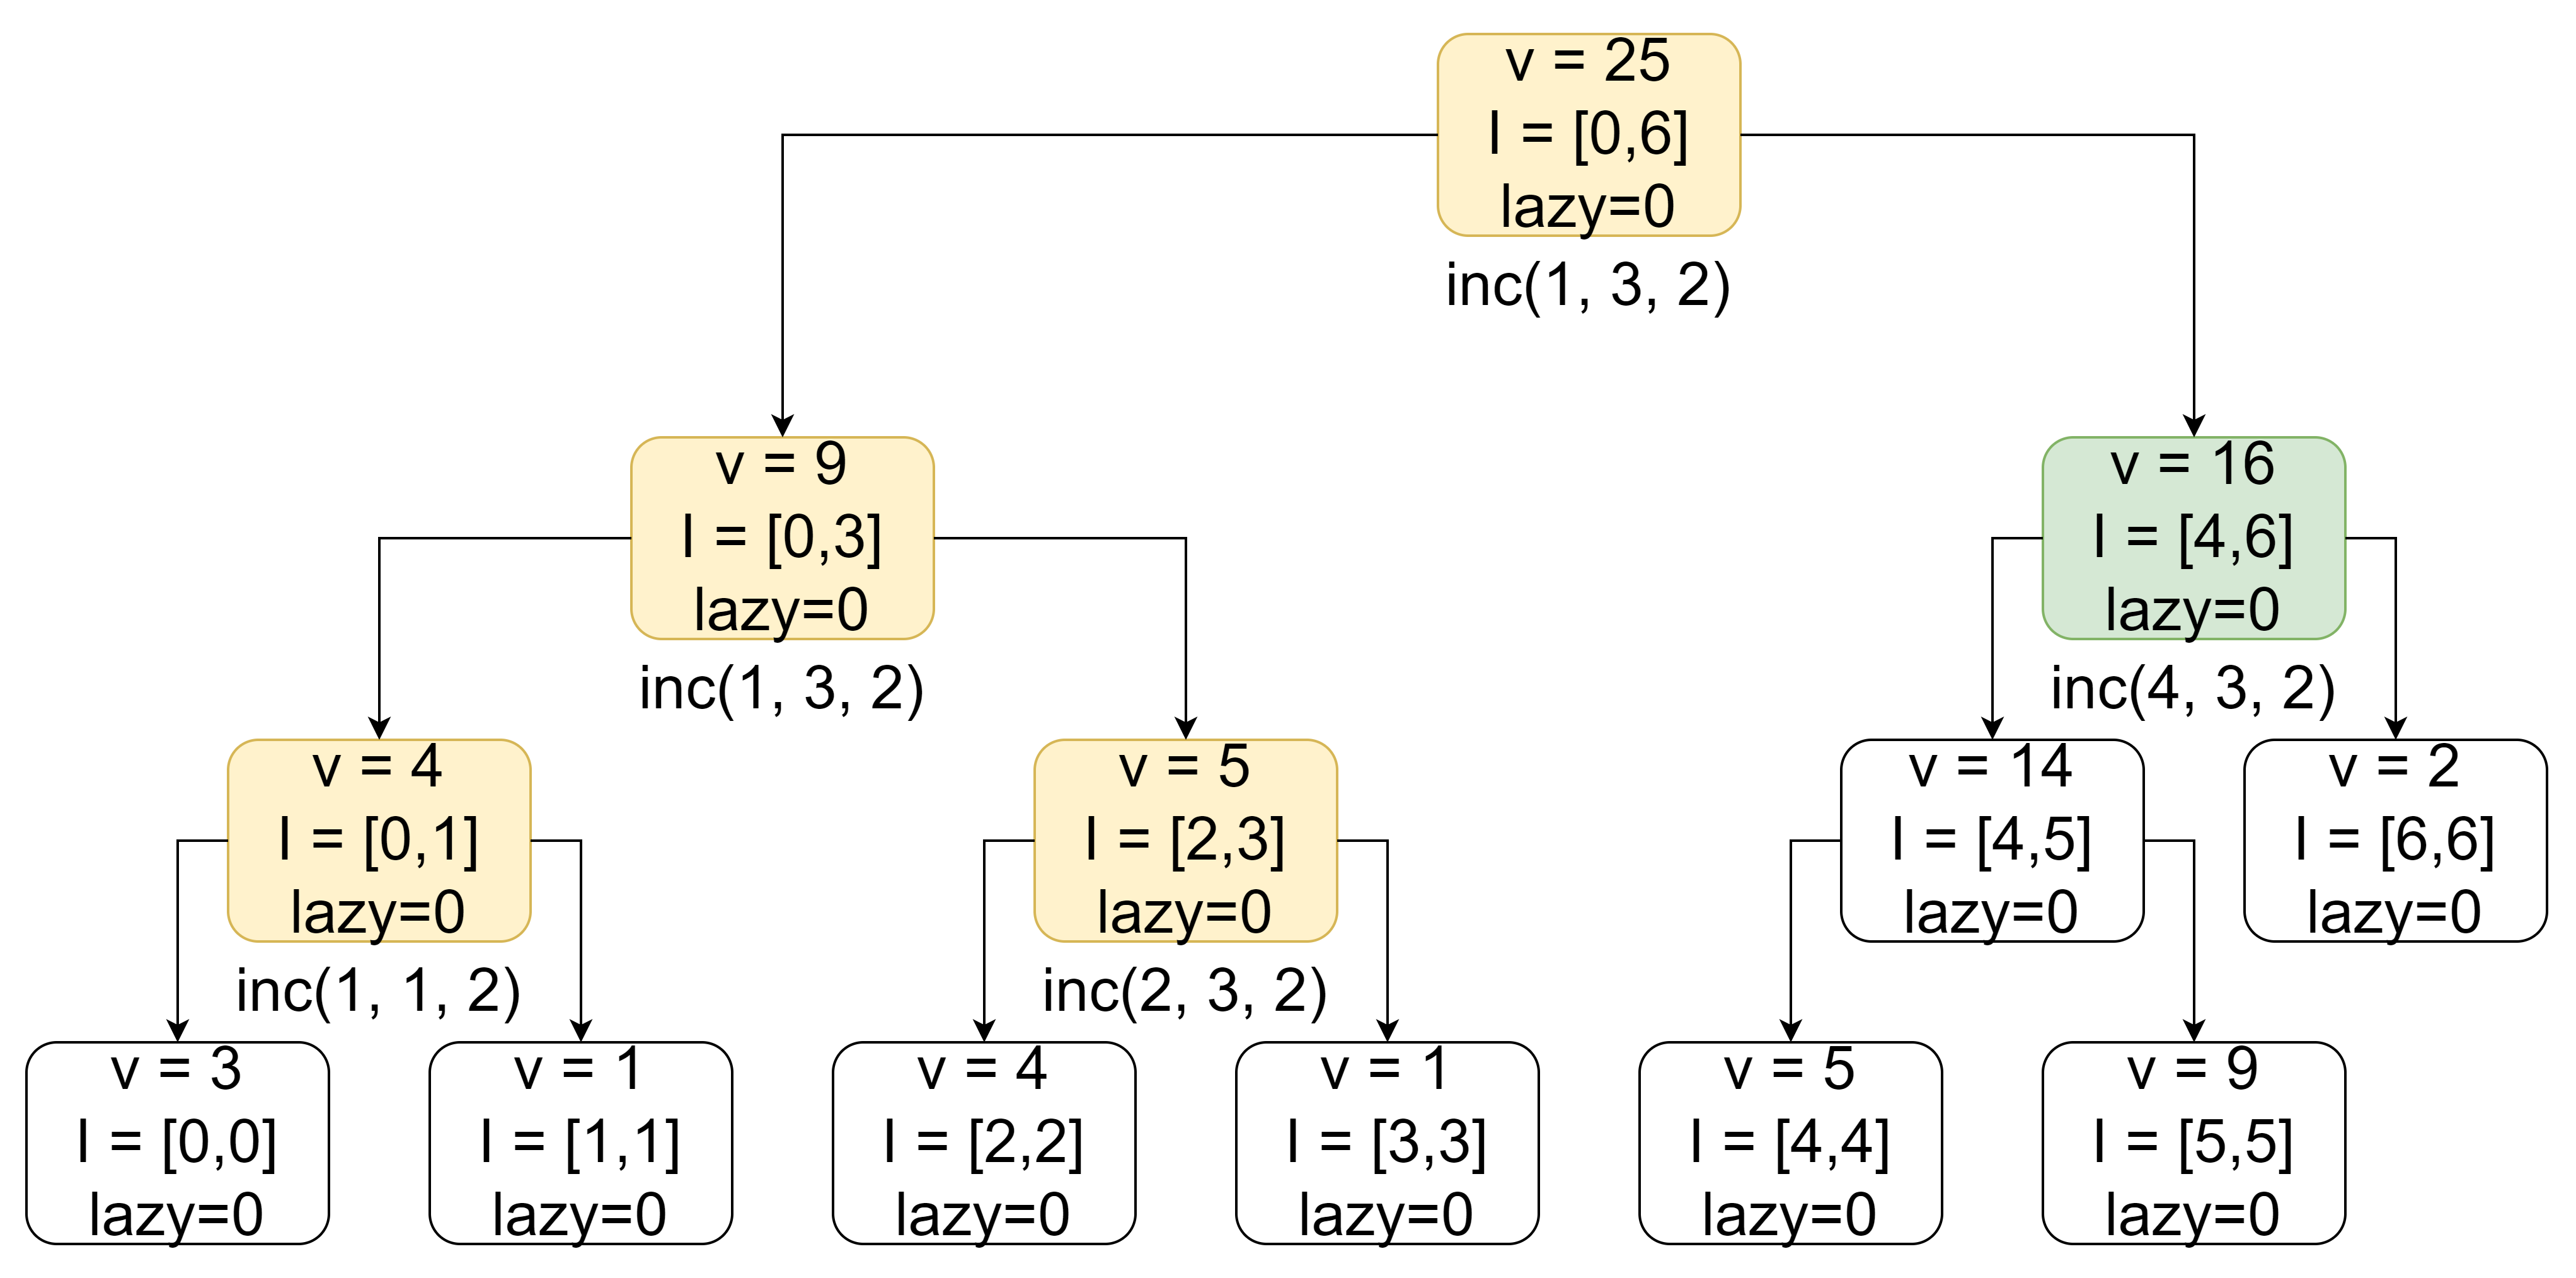 v = 25
I = [0,6]
lazy=0
inc(1, 3, 2)
v = 9
I = [0,3]
lazy=0
inc(1, 3, 2)
v = 16
I = [4,6]
lazy=0
inc(4, 3, 2)
v = 4
I = [0,1]
lazy=0
inc(1, 1, 2)
v = 5
I = [2,3]
lazy=0
inc(2, 3, 2)
v = 14
I = [4,5]
lazy=0
v = 2
I = [6,6]
lazy=0
v = 3
I = [0,0]
lazy=0
v = 1
I = [1,1]
lazy=0
v = 4
I = [2,2]
lazy=0
v = 1
I = [3,3]
lazy=0
v = 5
I = [4,4]
lazy=0
v = 9
I = [5,5]
lazy=0